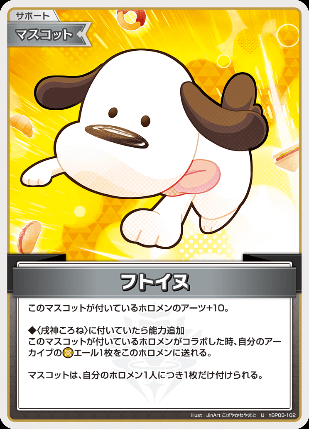 サポート
マスコット
フトイヌ
このマスコットが付いているホロメンのアーツ+10。
◆〈戌神ころね〉に付いていたら能力追加
このマスコットが付いているホロメンがコラボした時、自分のアー
カイブのエール1枚をこのホロメンに送る。
マスコットは、自分のホロメン1人につき1枚だけ付けられる。